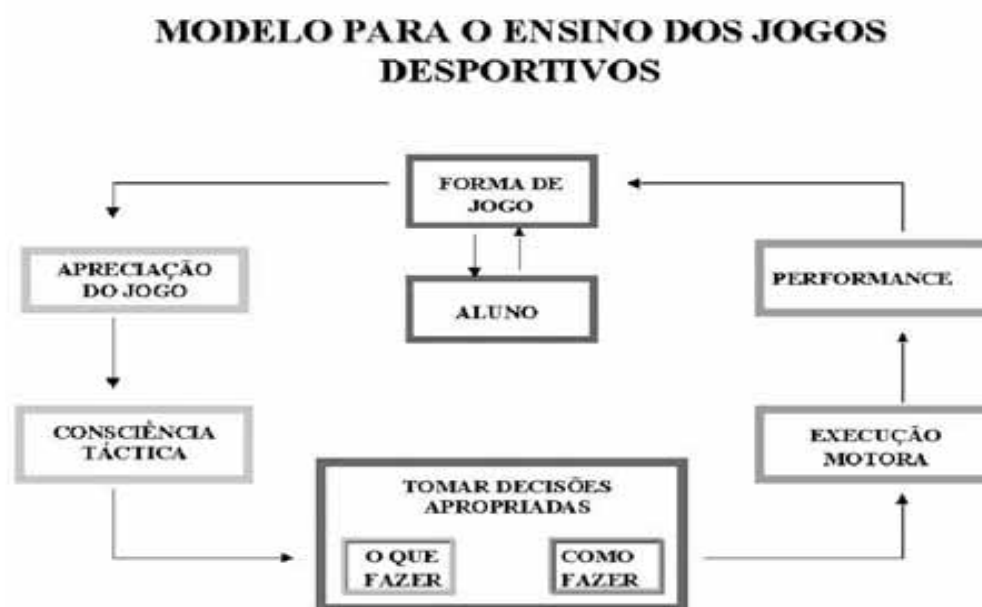 MODELO PARA O ENSINO DOS JOGOS
DESPORTIVOS
FORMA DE
JOGO
ALUNO
APRECIAÇÃO
DO JOGO
CONSCIÊNCIA
TÁCTICA
TOMAR DECISÕES
APROPRIADAS
O QUE
FAZER
COMO
FAZER
EXECUÇÃO
MOTORA
PERFORMANCE